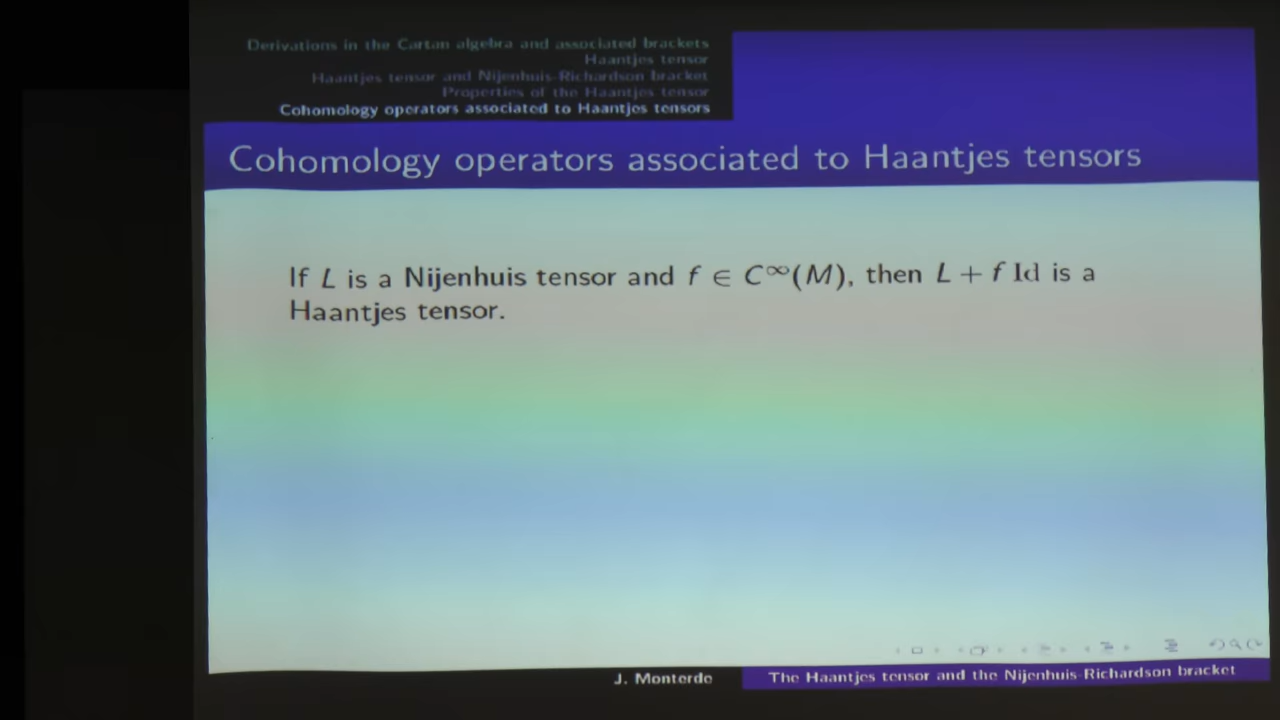 Derivations in the Cartan algebra and associated brackets
Haantjes tensor
Haantjes tensor and Nijenhuis-Richardson bracket
Properties of the Haantjes tensor
Cohomology operators associated to Haantjes tensors
Cohomology operators associated to Haantjes tensors
If L is a Nijenhuis tensor and f ∈ C∞(M), then L + f Id is a
Haantjes tensor.
J. Monterde
The Haantjes tensor and the Nijenhuis-Richardson bracket